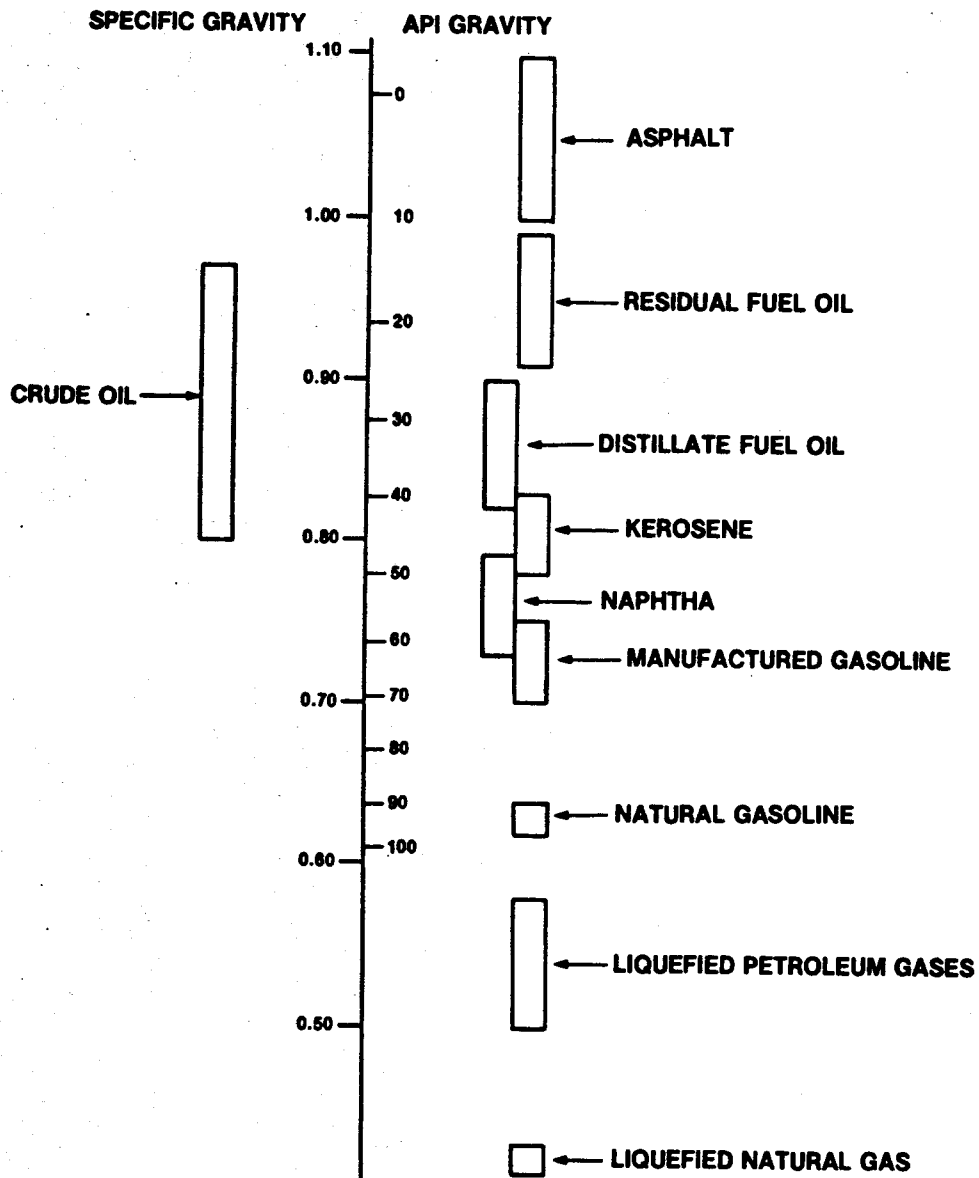 SPECIFIC GRAVITY
API GRAVITY
1.10
0
ASPHALT
1.00
10
RESIDUAL FUEL OIL
20
0.90
CRUDE OIL
30
DISTILLATE FUEL OIL
40
KEROSENE
0.80
50
NAPHTHA
60
MANUFACTURED GASOLINE
70
0.70
80
90
NATURAL GASOLINE
100
0.60
LIQUEFIED PETROLEUM GASES
0.50
LIQUEFIED NATURAL GAS